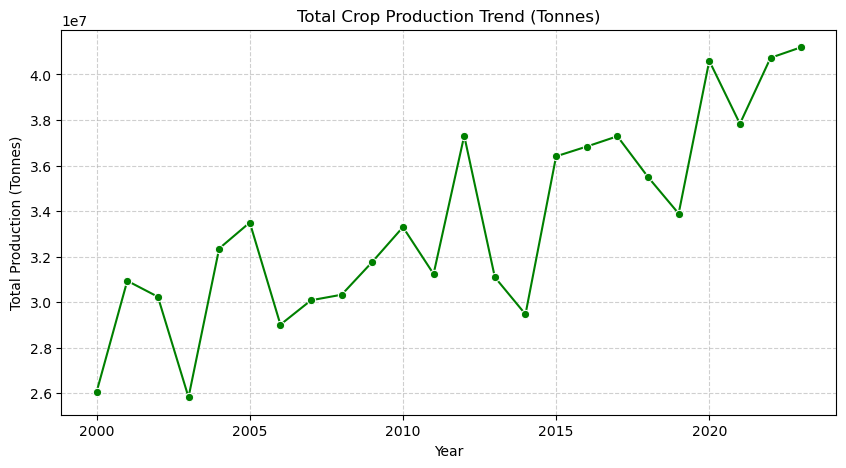 Total Crop Production Trend (Tonnes)
1e7
4.0
3.8
3.6
3.4
3.2
3.0
2.8
2.6
Total Production (Tonnes)
2000 2005 2010 2015 2020
Year